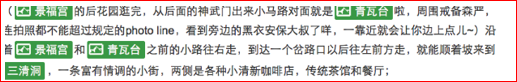 （景福宫的后花园逛完，从后面的神武门出来小马路对面就是青瓦台啦，周围戒备森严，
连拍照都不能超过规定的photo line，看到旁边的黑衣安保大叔了咩，一靠近就会让你边上点儿~）沿
着景福宫和青瓦台之前的小路往右走，到达一个岔路口以后往左前方走，就能顺着坡来到
三清洞，一条富有情调的小街，两侧是各种小清新咖啡店，传统茶馆和餐厅；